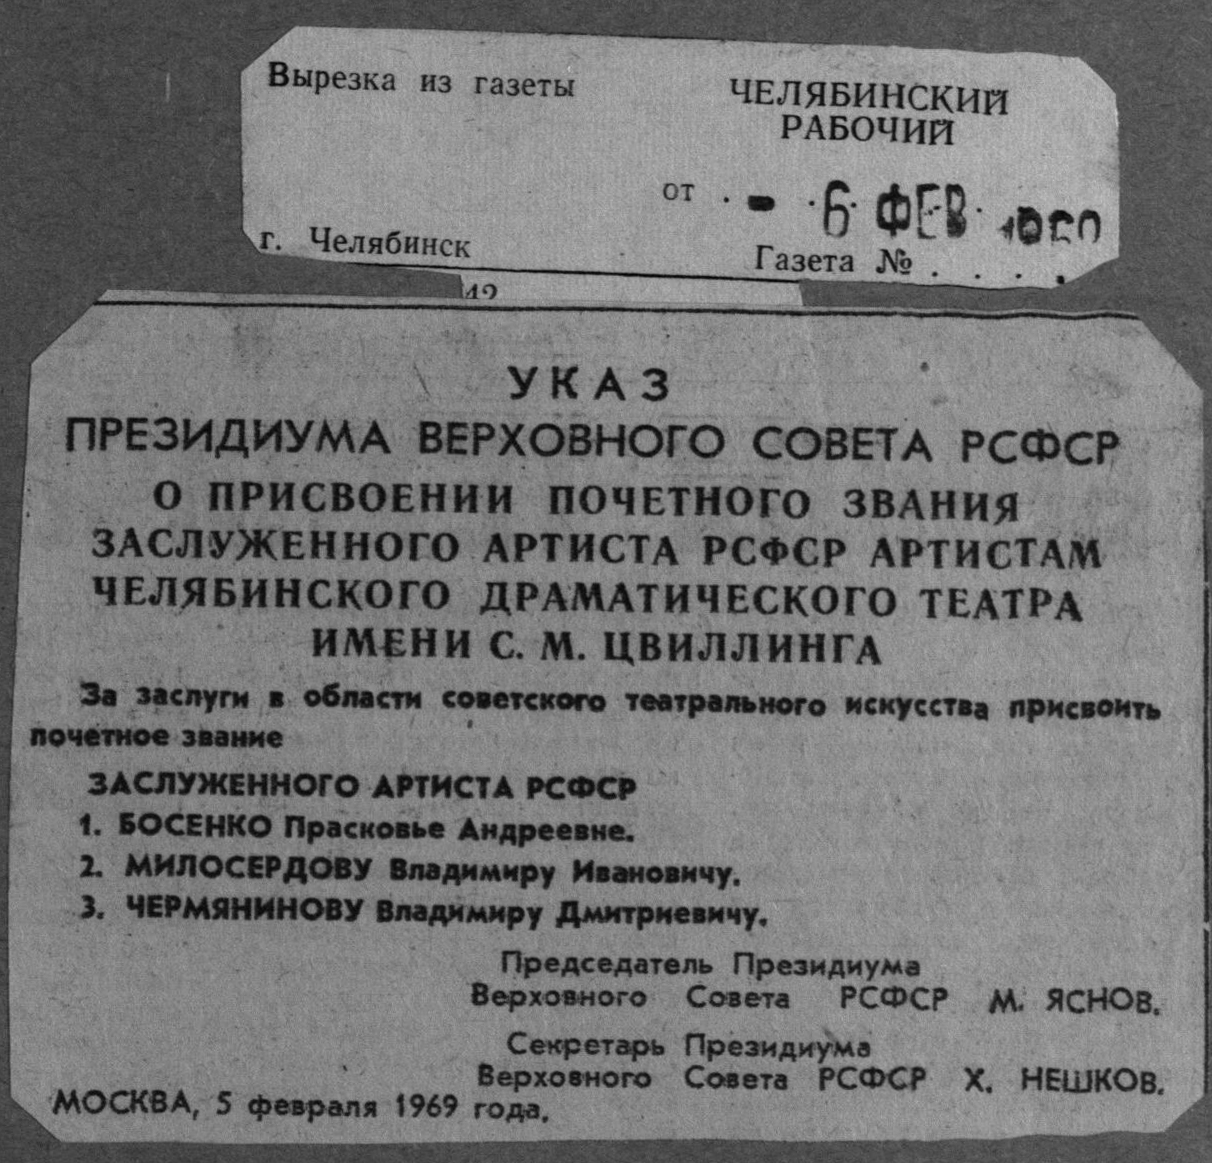 Вырезка из газеты
ЧЕЛЯБИНСКИЙ
РАБОЧИЙ
от . - 6 ФЕВ
г. Челябинск
Газета № . . . .
УКАЗ
ПРЕЗИДИУМА ВЕРХОВНОГО СОВЕТА РСФСР
О ПРИСВОЕНИИ ПОЧЕТНОГО ЗВАНИЯ
ЗАСЛУЖЕННОГО АРТИСТА РСФСР АРТИСТАМ
ЧЕЛЯБИНСКОГО ДРАМАТИЧЕСКОГО ТЕАТРА
ИМЕНИ С. М. ЦВИЛЛИНГА
За заслуги в области советского театрального искусства присвоить
почетное звание
ЗАСЛУЖЕННОГО АРТИСТА РСФСР
1. БОСЕНКО Прасковье Андреевне.
2. МИЛОСЕРДОВУ Владимиру Ивановичу.
3. ЧЕРМЯНИНОВУ Владимиру Дмитриевичу.
Председатель Президиума
Верховного Совета РСФСР М. ЯСНОВ.
Секретарь Президиума
Верховного Совета РСФСР Х. НЕШКОВ.
МОСКВА, 5 февраля 1969 года.